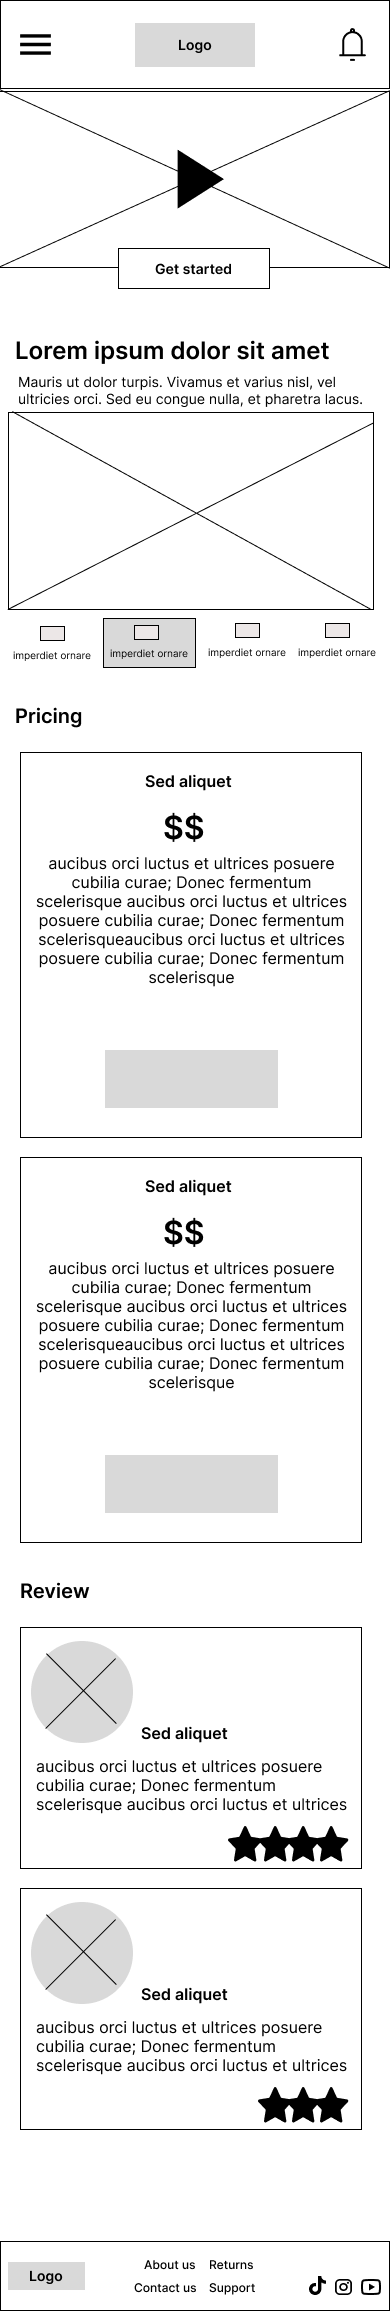 Logo
Get started
Lorem ipsum dolor sit amet
Mauris ut dolor turpis. Vivamus et varius nisl, vel
ultricies orci. Sed eu congue nulla, et pharetra lacus.
imperdiet ornare
imperdiet ornare
imperdiet ornare
imperdiet ornare
Pricing
Sed aliquet
$$
aucibus orci luctus et ultrices posuere
cubilia curae; Donec fermentum
scelerisque aucibus orci luctus et ultrices
posuere cubilia curae; Donec fermentum
scelerisqueaucibus orci luctus et ultrices
posuere cubilia curae; Donec fermentum
scelerisque
Sed aliquet
$$
aucibus orci luctus et ultrices posuere
cubilia curae; Donec fermentum
scelerisque aucibus orci luctus et ultrices
posuere cubilia curae; Donec fermentum
scelerisqueaucibus orci luctus et ultrices
posuere cubilia curae; Donec fermentum
scelerisque
Review
Sed aliquet
aucibus orci luctus et ultrices posuere
cubilia curae; Donec fermentum
scelerisque aucibus orci luctus et ultrices
Sed aliquet
aucibus orci luctus et ultrices posuere
cubilia curae; Donec fermentum
scelerisque aucibus orci luctus et ultrices
Logo
About us
Returns
Contact us
Support